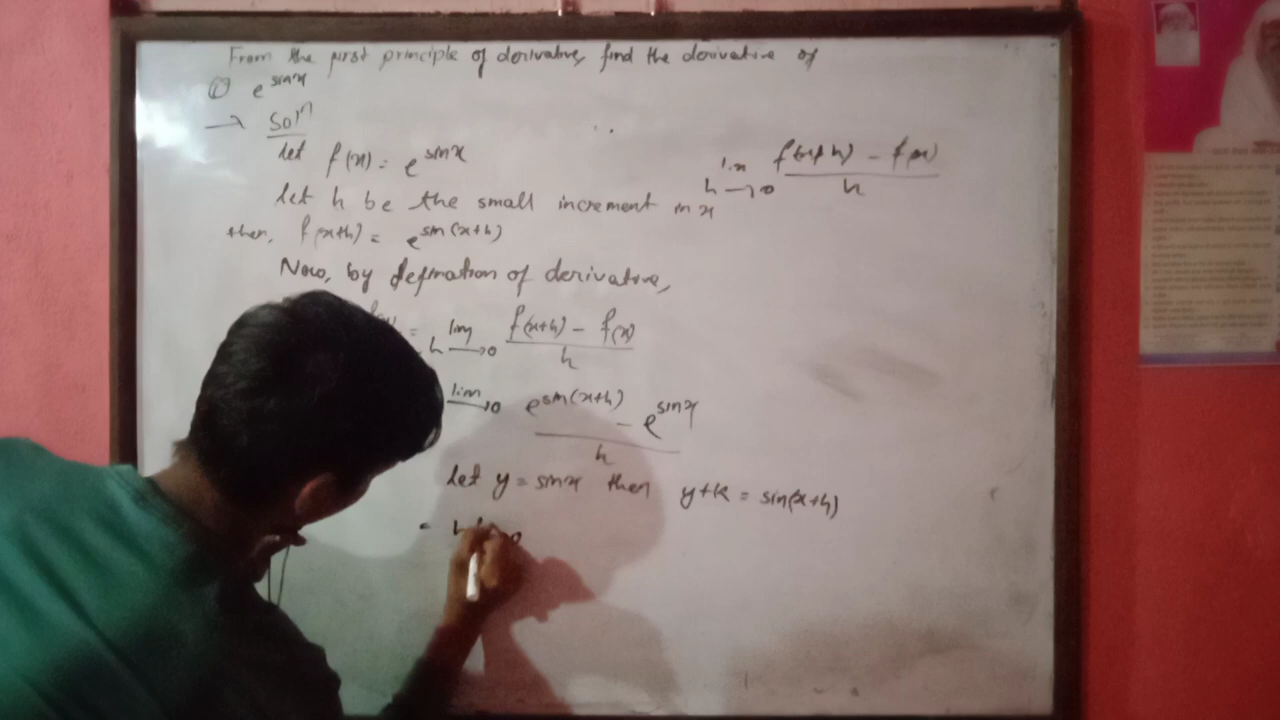 From the first principle of derivative, find the derivative of
① e^sinx
→ Solⁿ
let f(x) = e^sinx
lim h→0 f(x+h) - f(x) / h
let h be the small increment in x
then, f(x+h) = e^sin(x+h)
Now, by defination of derivative,
= lim h→0 f(x+h) - f(x) / h
lim →0 e^sin(x+h) - e^sinx / h
let y = sinx then y+k = sin(x+h)
=